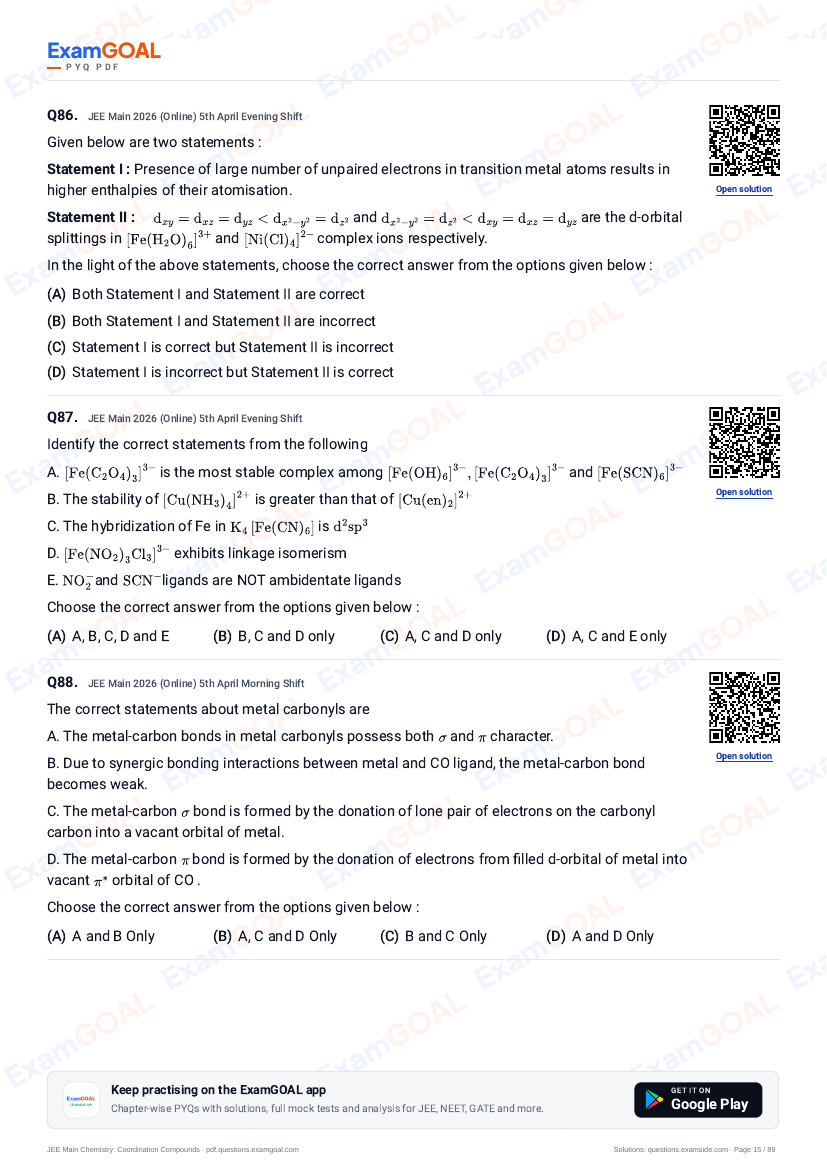 ExamGOAL
PYQ PDF
Q86. JEE Main 2026 (Online) 5th April Evening Shift
Given below are two statements :
Statement I : Presence of large number of unpaired electrons in transition metal atoms results in
higher enthalpies of their atomisation.
Statement II : $d_{xy} = d_{xz} = d_{yz} < d_{x^2-y^2} = d_{z^2}$ and $d_{x^2-y^2} = d_{z^2} < d_{xy} = d_{xz} = d_{yz}$ are the d-orbital
splittings in $[Fe(H_2O)_6]^{3+}$ and $[Ni(Cl)_4]^{2-}$ complex ions respectively.
In the light of the above statements, choose the correct answer from the options given below :
(A) Both Statement I and Statement II are correct
(B) Both Statement I and Statement II are incorrect
(C) Statement I is correct but Statement II is incorrect
(D) Statement I is incorrect but Statement II is correct
Open solution
Q87. JEE Main 2026 (Online) 5th April Evening Shift
Identify the correct statements from the following
A. $[Fe(C_2O_4)_3]^{3-}$ is the most stable complex among $[Fe(OH)_6]^{3-}, [Fe(C_2O_4)_3]^{3-}$ and $[Fe(SCN)_6]^{3-}$
B. The stability of $[Cu(NH_3)_4]^{2+}$ is greater than that of $[Cu(en)_2]^{2+}$
C. The hybridization of Fe in $K_4[Fe(CN)_6]$ is $d^2sp^3$
D. $[Fe(NO_2)_3Cl_3]^{3-}$ exhibits linkage isomerism
E. $NO_2^-$ and $SCN^-$ ligands are NOT ambidentate ligands
Choose the correct answer from the options given below :
(A) A, B, C, D and E (B) B, C and D only (C) A, C and D only (D) A, C and E only
Open solution
Q88. JEE Main 2026 (Online) 5th April Morning Shift
The correct statements about metal carbonyls are
A. The metal-carbon bonds in metal carbonyls possess both $\sigma$ and $\pi$ character.
B. Due to synergic bonding interactions between metal and CO ligand, the metal-carbon bond
becomes weak.
C. The metal-carbon $\sigma$ bond is formed by the donation of lone pair of electrons on the carbonyl
carbon into a vacant orbital of metal.
D. The metal-carbon $\pi$ bond is formed by the donation of electrons from filled d-orbital of metal into
vacant $\pi^*$ orbital of CO .
Choose the correct answer from the options given below :
(A) A and B Only (B) A, C and D Only (C) B and C Only (D) A and D Only
Open solution
Keep practising on the ExamGOAL app
Chapter-wise PYQs with solutions, full mock tests and analysis for JEE, NEET, GATE and more.
GET IT ON
Google Play
JEE Main Chemistry: Coordination Compounds · pdf.questions.examgoal.com Solutions: questions.examside.com · Page 15 / 89